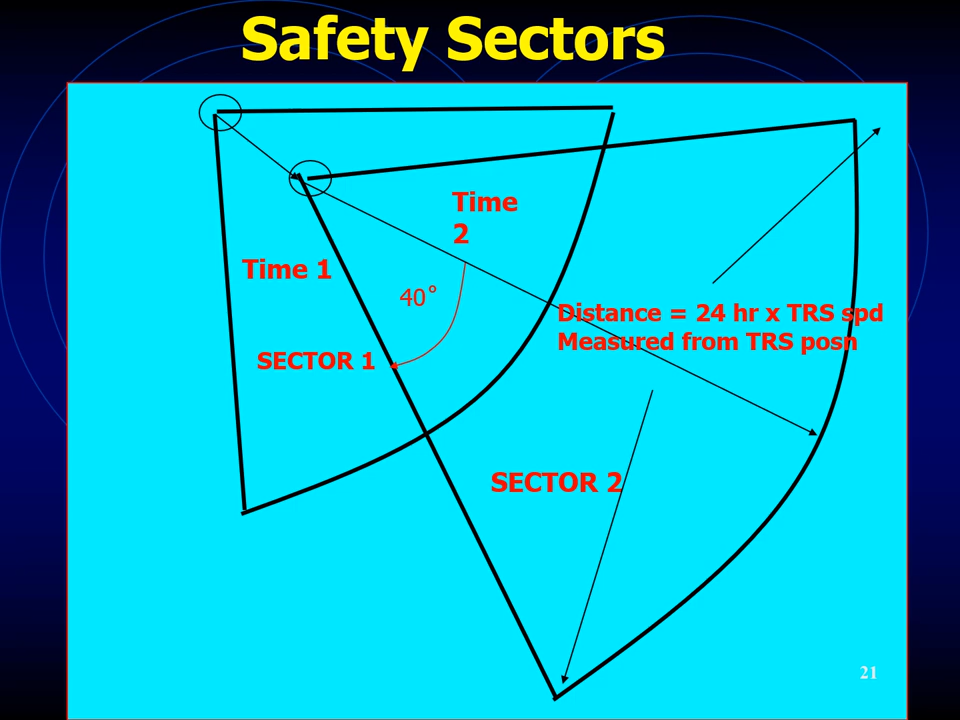 Safety Sectors
Time
2
Time 1
40°
Distance = 24 hr x TRS spd
Measured from TRS posn
SECTOR 1
SECTOR 2
21